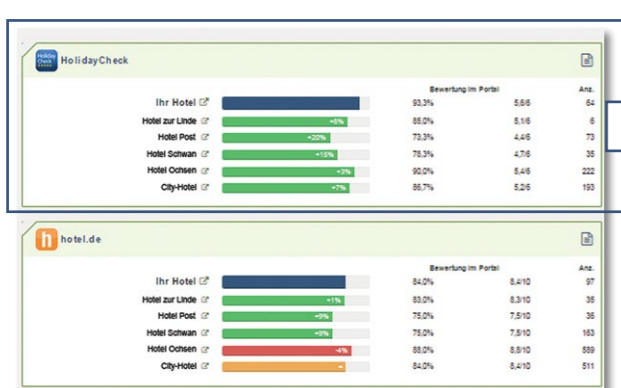 Holiday Check HolidayCheck
Bewertung im Portal Anz.
Ihr Hotel 93,3% 5,6/6 64
Hotel zur Linde +8% 85,0% 5,1/6 6
Hotel Post +20% 73,3% 4,4/6 73
Hotel Schwan +15% 78,3% 4,7/6 35
Hotel Ochsen +3% 90,0% 5,4/6 222
City-Hotel +7% 86,7% 5,2/6 193
h hotel.de
Bewertung im Portal Anz.
Ihr Hotel 84,0% 8,4/10 97
Hotel zur Linde +1% 83,0% 8,3/10 35
Hotel Post +9% 75,0% 7,5/10 36
Hotel Schwan +9% 75,0% 7,5/10 163
Hotel Ochsen -4% 88,0% 8,8/10 589
City-Hotel – 84,0% 8,4/10 511